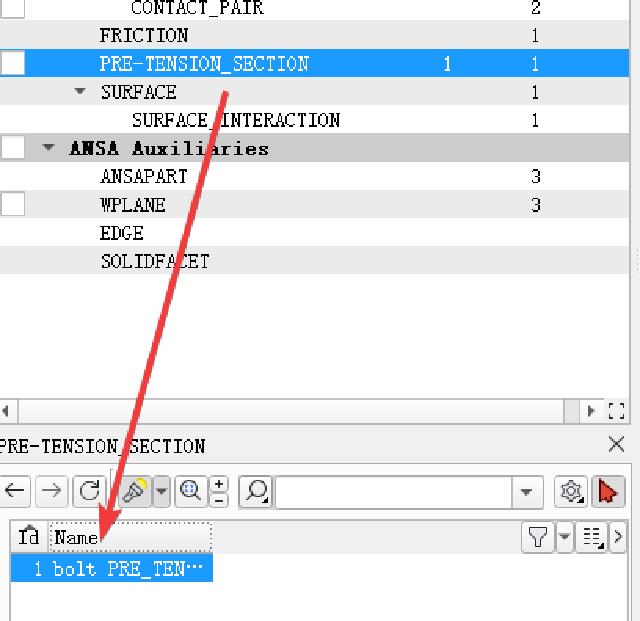 CONTACT_PAIR 2
FRICTION 1
PRE-TENSION_SECTION 1 1
SURFACE 1
SURFACE_INTERACTION 1
ANSA Auxiliaries
ANSAPART 3
WPLANE 3
EDGE
SOLIDFACET
PRE-TENSION_SECTION
Id Name
1 bolt PRE_TEN…